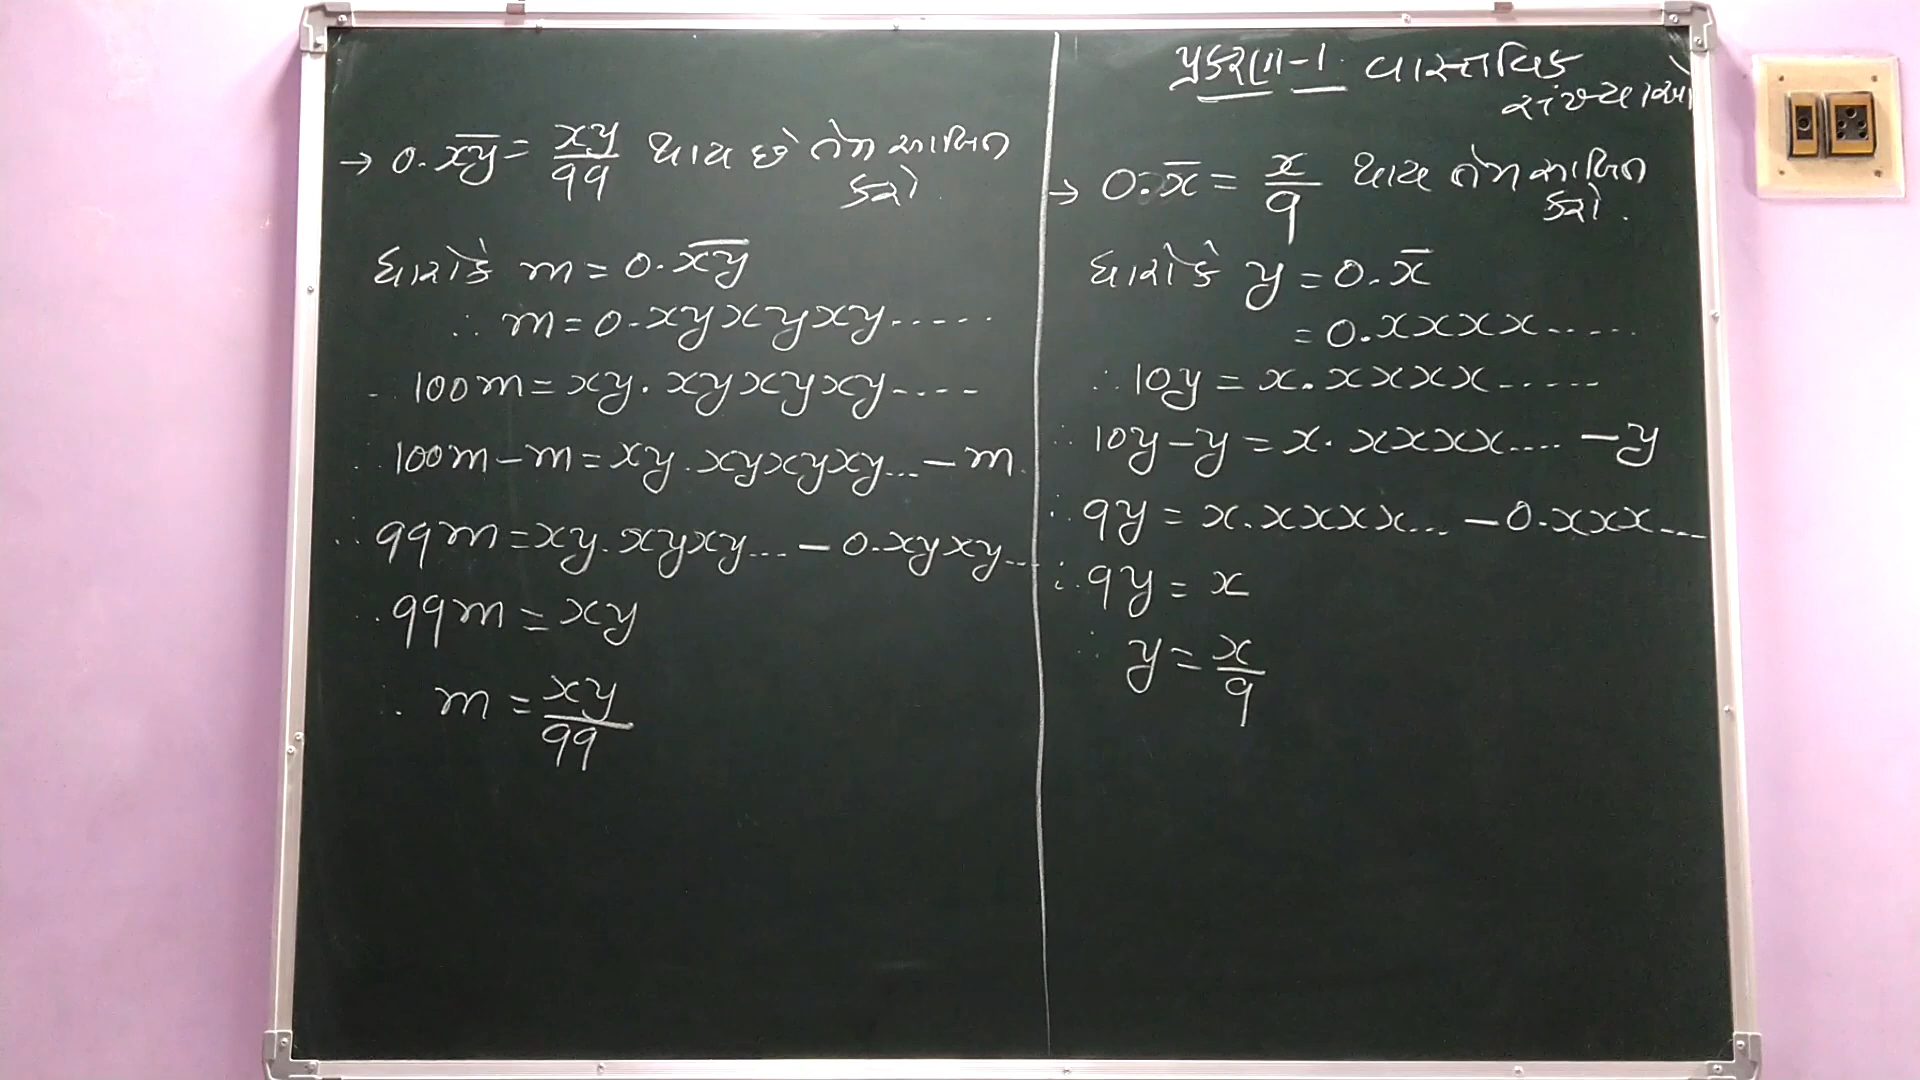 પ્રકરણ-1. વાસ્તવિક
સંખ્યાઓ
→ 0.x̅y̅ = xy/99 થાય છે તેમ સાબિત
કરો.
ધારોકે m = 0.x̅y̅
∴ m = 0.xyxyxy.....
∴ 100m = xy.xyxyxy....
∴ 100m - m = xy.xyxyxy... - m.
∴ 99m = xy.xyxy... - 0.xyxy...
∴ 99m = xy
∴ m = xy/99
→ 0.x̅ = x/9 થાય તેમ સાબિત
કરો.
ધારોકે y = 0.x̅
= 0.xxxx.....
∴ 10y = x.xxxx.....
∴ 10y - y = x.xxxx.... - y
∴ 9y = x.xxxx... - 0.xxx...
∴ 9y = x
∴ y = x/9